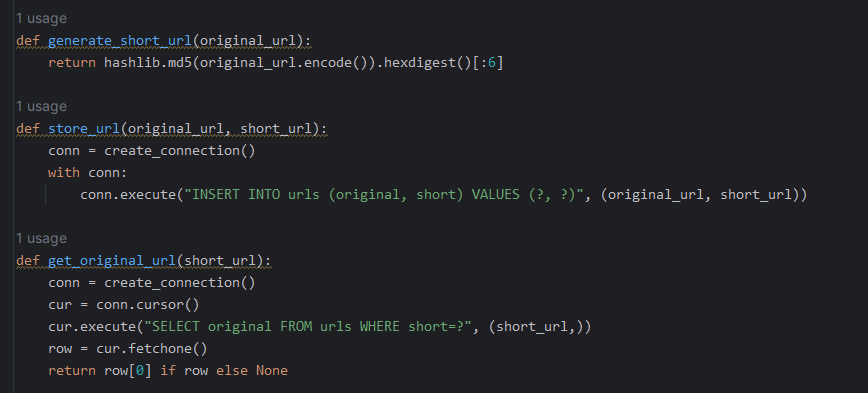 1 usage
def generate_short_url(original_url):
    return hashlib.md5(original_url.encode()).hexdigest()[:6]
1 usage
def store_url(original_url, short_url):
    conn = create_connection()
    with conn:
        conn.execute("INSERT INTO urls (original, short) VALUES (?, ?)", (original_url, short_url))
1 usage
def get_original_url(short_url):
    conn = create_connection()
    cur = conn.cursor()
    cur.execute("SELECT original FROM urls WHERE short=?", (short_url,))
    row = cur.fetchone()
    return row[0] if row else None